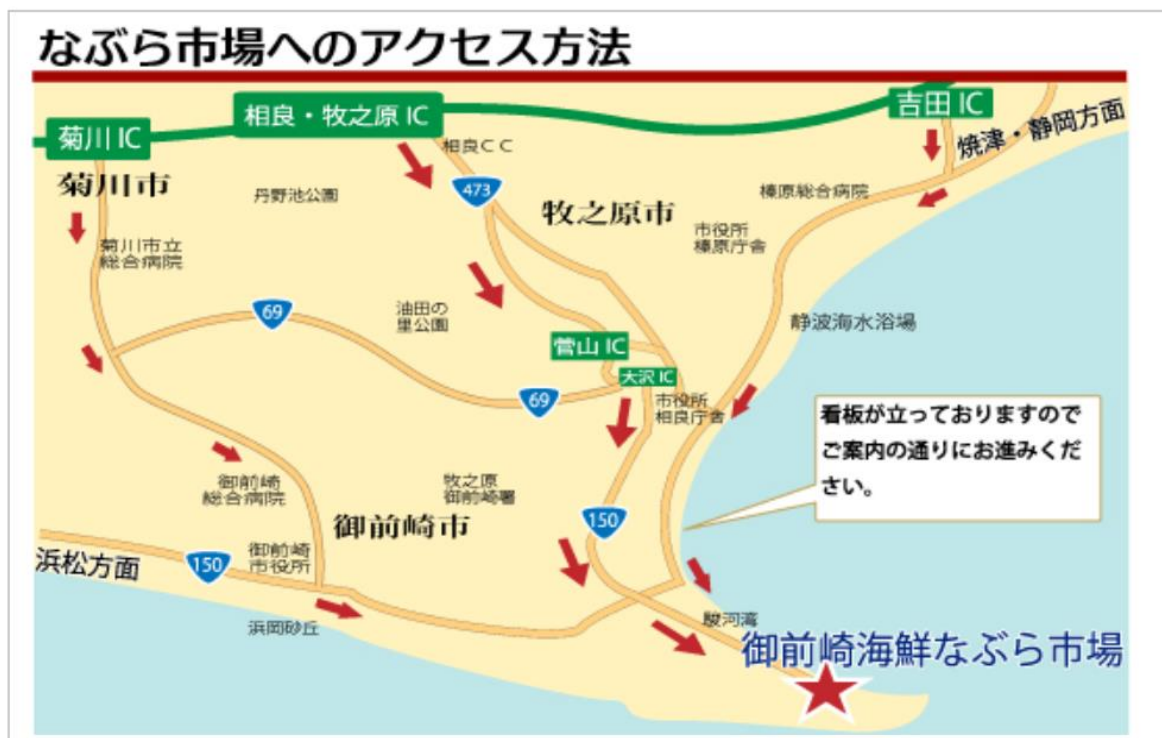 なぶら市場へのアクセス方法
菊川 IC
相良・牧之原 IC
吉田 IC
焼津・静岡方面
相良ＣＣ
菊川市
丹野池公園
473
牧之原市
榛原総合病院
市役所
榛原庁舎
菊川市立
総合病院
69
油田の
里公園
静波海水浴場
菅山 IC
大沢 IC
69
市役所
相良庁舎
看板が立っておりますので
ご案内の通りにお進みくだ
さい。
御前崎
総合病院
牧之原
御前崎署
150
御前崎市
浜松方面
150
御前崎
市役所
浜岡砂丘
駿河湾
御前崎海鮮なぶら市場